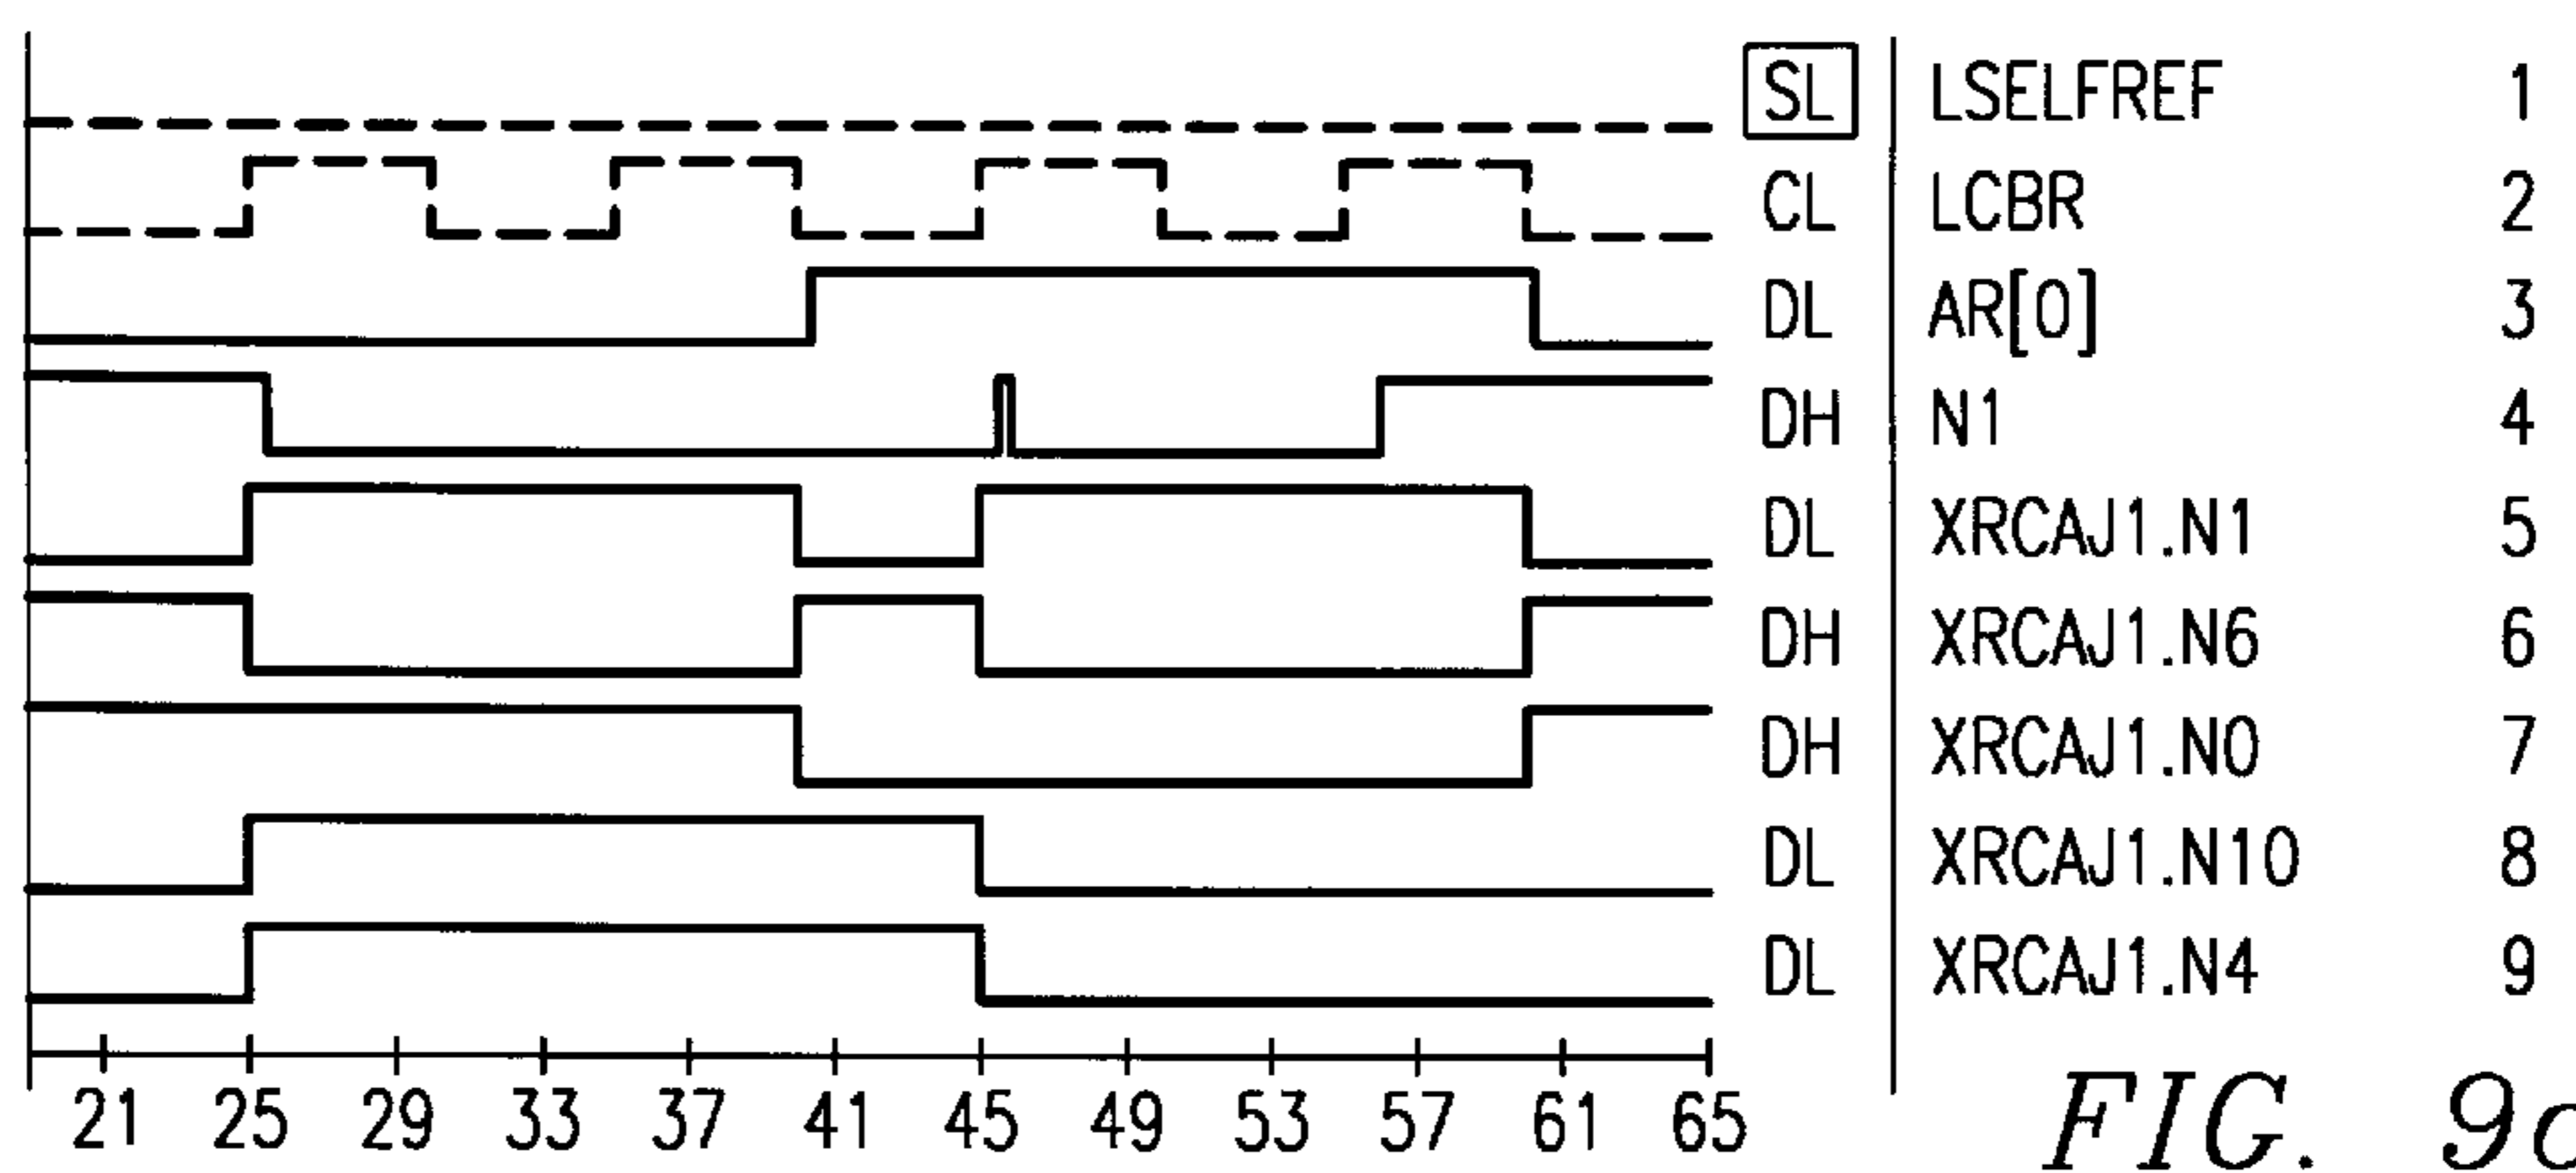 SL LSELFREF 1
CL LCBR 2
DL AR[0] 3
DH N1 4
DL XRCAJ1.N1 5
DH XRCAJ1.N6 6
DH XRCAJ1.N0 7
DL XRCAJ1.N10 8
DL XRCAJ1.N4 9
21 25 29 33 37 41 45 49 53 57 61 65
FIG.